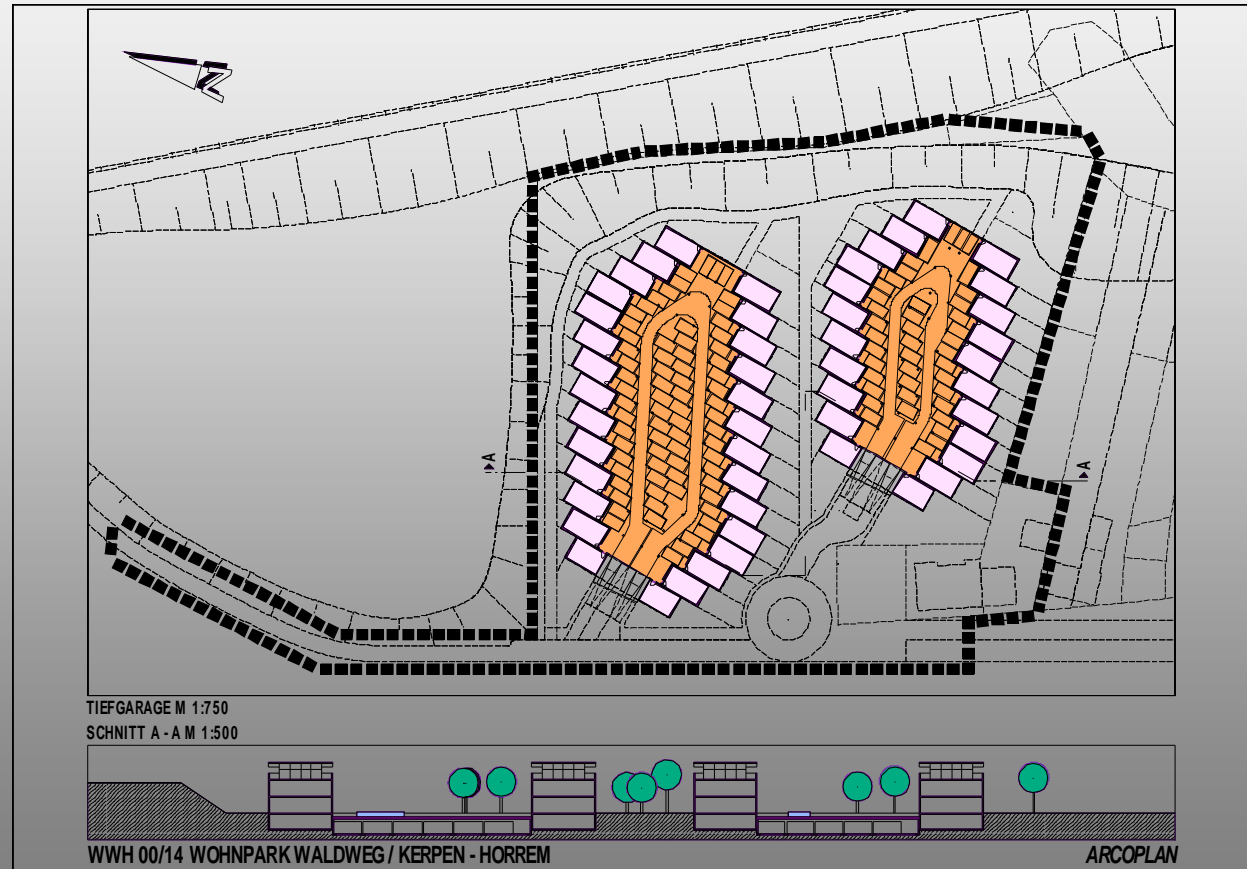 N
A
A
TIEFGARAGE M 1:750
SCHNITT A - A M 1:500
WWH 00/14 WOHNPARK WALDWEG / KERPEN - HORREM
ARCOPLAN